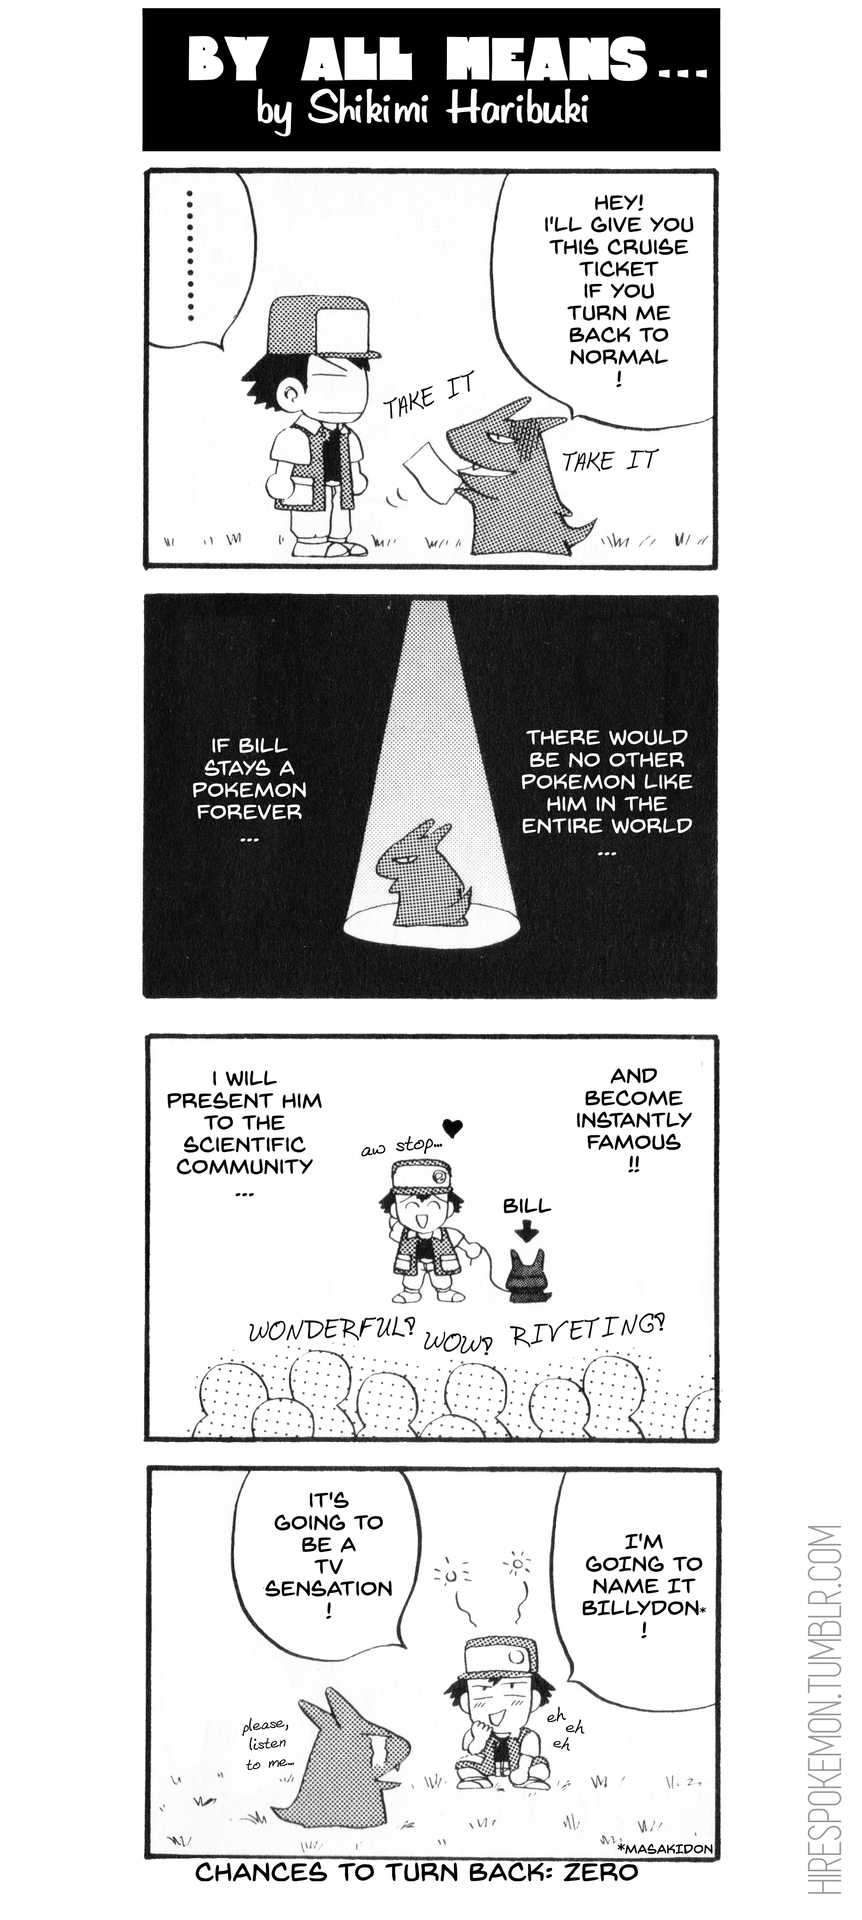 BY ALL MEANS...
by Shikimi Haribuki
HEY!
I'LL GIVE YOU
THIS CRUISE
TICKET
IF YOU
TURN ME
BACK TO
NORMAL
!
TAKE IT
TAKE IT
THERE WOULD
BE NO OTHER
POKEMON LIKE
HIM IN THE
ENTIRE WORLD
...
IF BILL
STAYS A
POKEMON
FOREVER
...
I WILL
PRESENT HIM
TO THE
SCIENTIFIC
COMMUNITY
...
AND
BECOME
INSTANTLY
FAMOUS
!!
aw stop...
BILL
WONDERFUL?
WOW?
RIVETING?
IT'S
GOING TO
BE A
TV
SENSATION
!
I'M
GOING TO
NAME IT
BILLYDON*
!
please,
listen
to me...
eh
eh
eh
*MASAKIDON
CHANCES TO TURN BACK: ZERO
HIRESPOKEMON.TUMBLR.COM